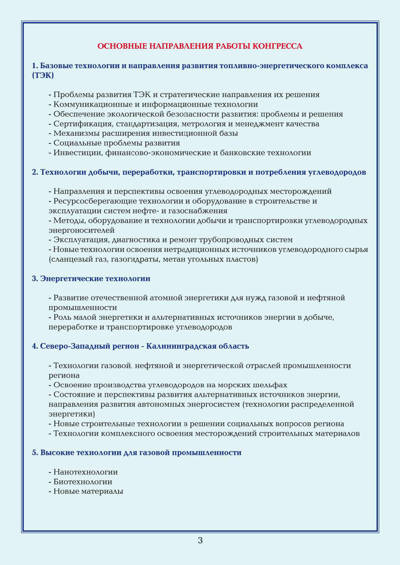 ОСНОВНЫЕ НАПРАВЛЕНИЯ РАБОТЫ КОНГРЕССА
1. Базовые технологии и направления развития топливно-энергетического комплекса
(ТЭК)
- Проблемы развития ТЭК и стратегические направления их решения
- Коммуникационные и информационные технологии
- Обеспечение экологической безопасности развития: проблемы и решения
- Сертификация, стандартизация, метрология и менеджмент качества
- Механизмы расширения инвестиционной базы
- Социальные проблемы развития
- Инвестиции, финансово-экономические и банковские технологии
2. Технологии добычи, переработки, транспортировки и потребления углеводородов
- Направления и перспективы освоения углеводородных месторождений
- Ресурсосберегающие технологии и оборудование в строительстве и
эксплуатации систем нефте- и газоснабжения
- Методы, оборудование и технологии добычи и транспортировки углеводородных
энергоносителей
- Эксплуатация, диагностика и ремонт трубопроводных систем
- Новые технологии освоения нетрадиционных источников углеводородного сырья
(сланцевый газ, газогидраты, метан угольных пластов)
3. Энергетические технологии
- Развитие отечественной атомной энергетики для нужд газовой и нефтяной
промышленности
- Роль малой энергетики и альтернативных источников энергии в добыче,
переработке и транспортировке углеводородов
4. Северо-Западный регион - Калининградская область
- Технологии газовой, нефтяной и энергетической отраслей промышленности
региона
- Освоение производства углеводородов на морских шельфах
- Состояние и перспективы развития альтернативных источников энергии,
направления развития автономных энергосистем (технологии распределенной
энергетики)
- Новые строительные технологии в решении социальных вопросов региона
- Технологии комплексного освоения месторождений строительных материалов
5. Высокие технологии для газовой промышленности
- Нанотехнологии
- Биотехнологии
- Новые материалы
3